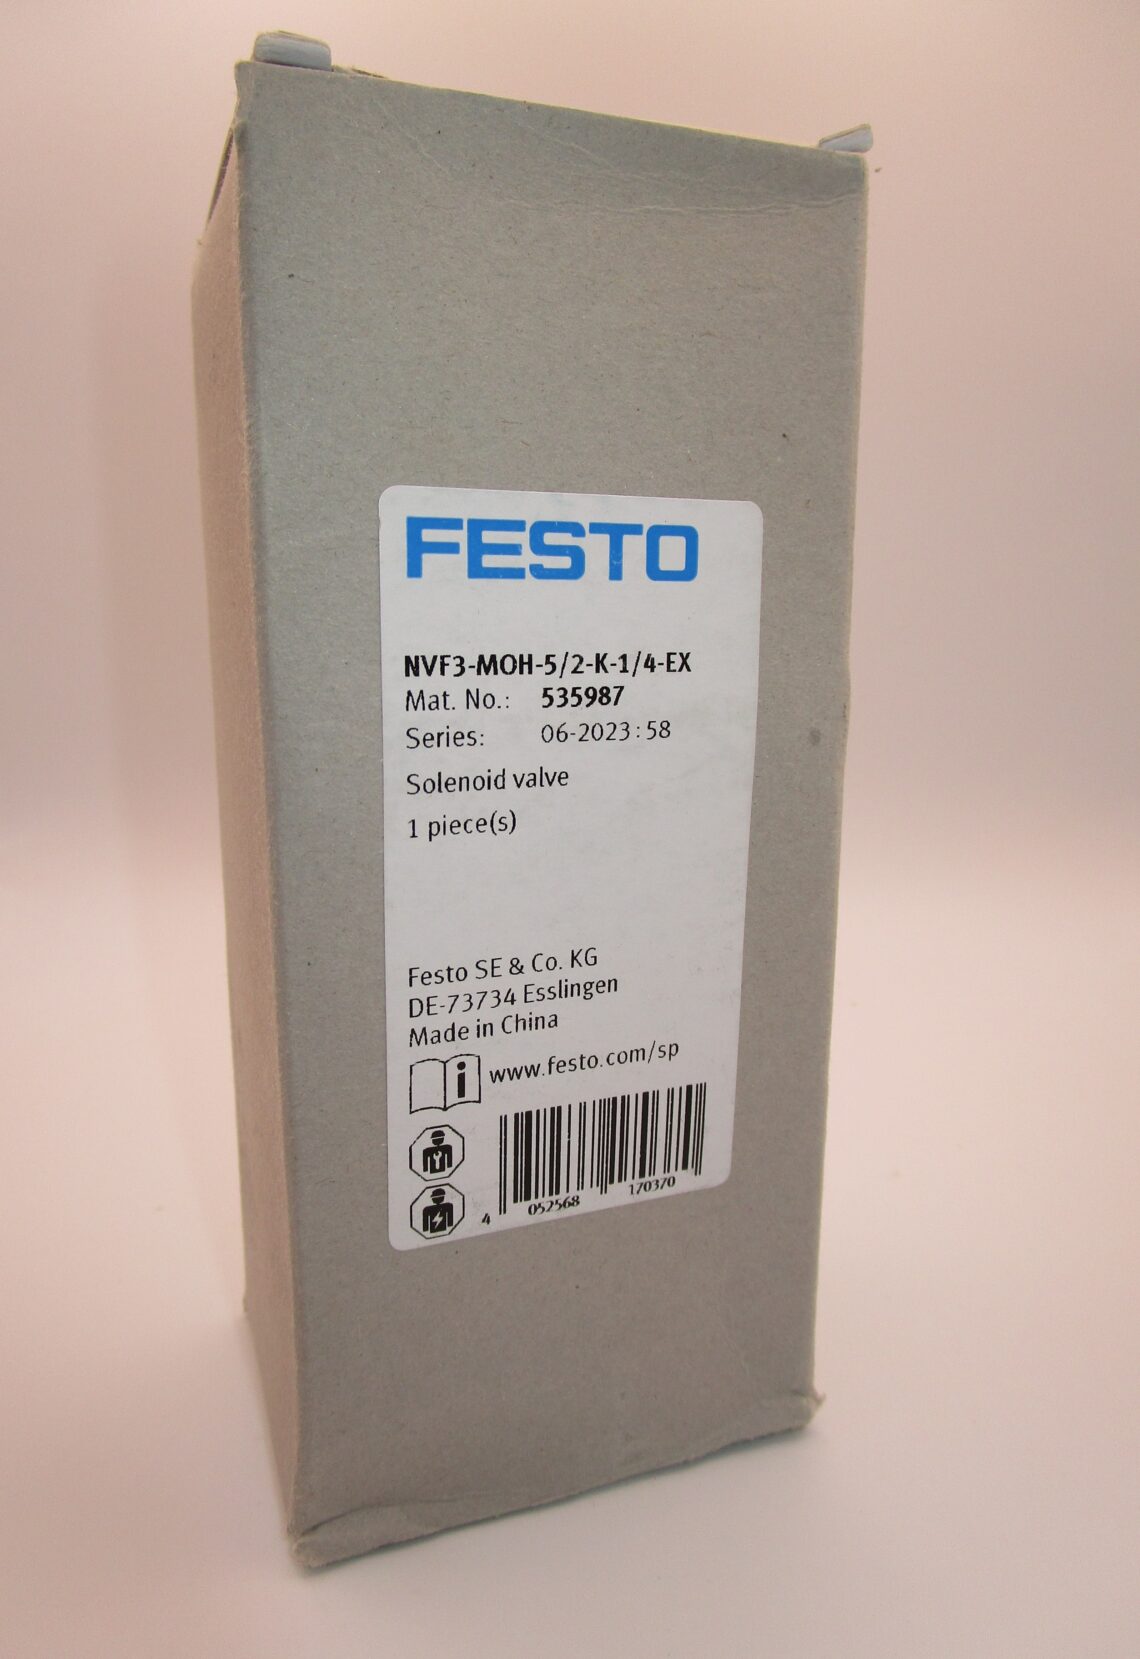 FESTO
NVF3-MOH-5/2-K-1/4-EX
Mat. No.: 535987
Series: 06-2023:58
Solenoid valve
1 piece(s)
Festo SE & Co. KG
DE-73734 Esslingen
Made in China
i www.festo.com/sp
4 052568 170370